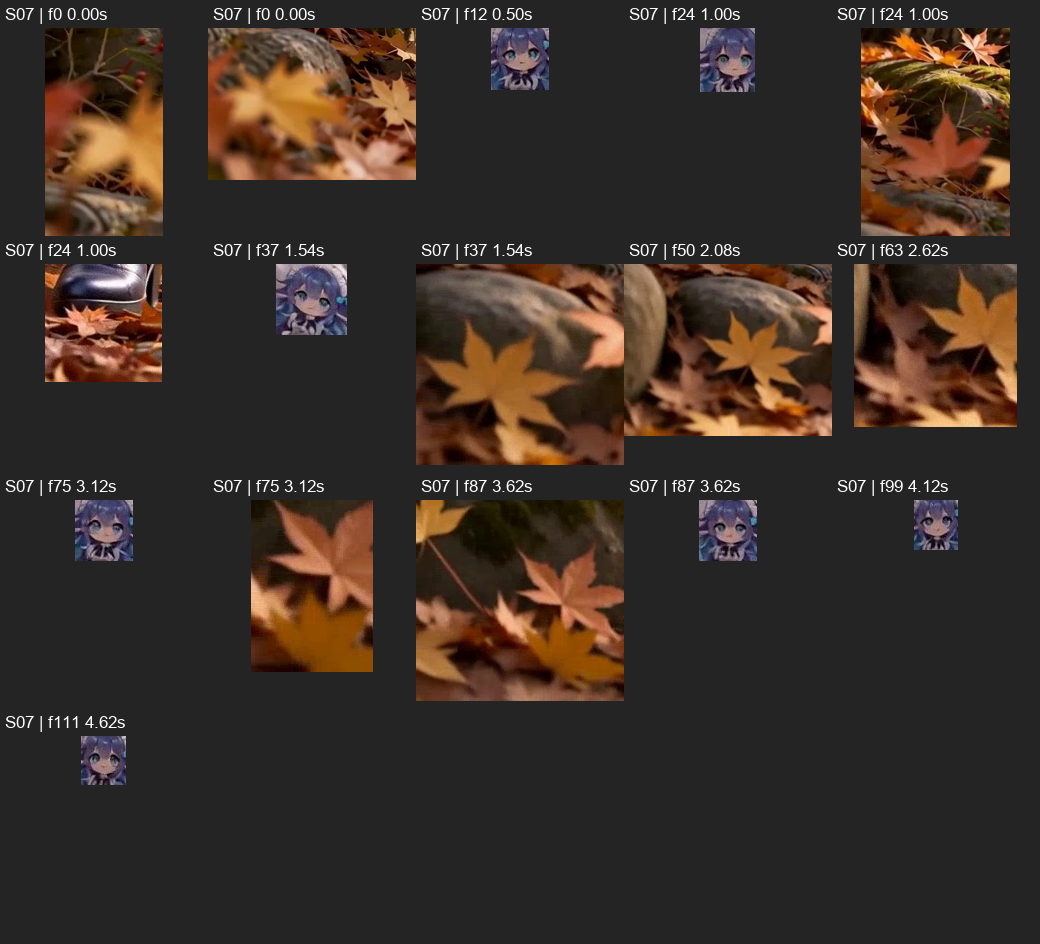 S07 | f0 0.00s
S07 | f0 0.00s
S07 | f12 0.50s
S07 | f24 1.00s
S07 | f24 1.00s
S07 | f24 1.00s
S07 | f37 1.54s
S07 | f37 1.54s
S07 | f50 2.08s
S07 | f63 2.62s
S07 | f75 3.12s
S07 | f75 3.12s
S07 | f87 3.62s
S07 | f87 3.62s
S07 | f99 4.12s
S07 | f111 4.62s